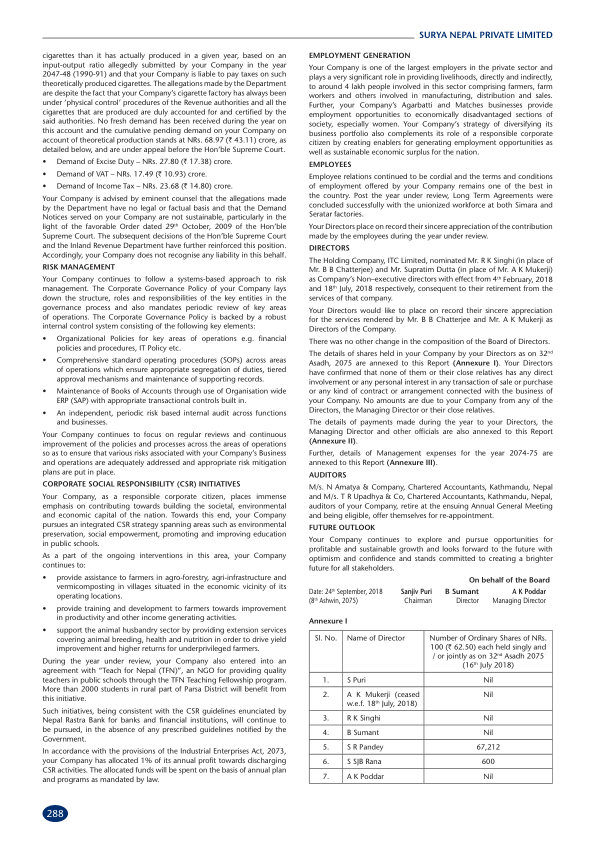 SURYA NEPAL PRIVATE LIMITED
cigarettes than it has actually produced in a given year, based on an
input-output ratio allegedly submitted by your Company in the year
2047-48 (1990-91) and that your Company is liable to pay taxes on such
theoretically produced cigarettes. The allegations made by the Department
are despite the fact that your Company's cigarette factory has always been
under 'physical control' procedures of the Revenue authorities and all the
cigarettes that are produced are duly accounted for and certified by the
said authorities. No fresh demand has been received during the year on
this account and the cumulative pending demand on your Company on
account of theoretical production stands at NRs. 68.97 (₹ 43.11) crore, as
detailed below, and are under appeal before the Hon'ble Supreme Court.
• Demand of Excise Duty – NRs. 27.80 (₹ 17.38) crore.
• Demand of VAT – NRs. 17.49 (₹ 10.93) crore.
• Demand of Income Tax – NRs. 23.68 (₹ 14.80) crore.
Your Company is advised by eminent counsel that the allegations made
by the Department have no legal or factual basis and that the Demand
Notices served on your Company are not sustainable, particularly in the
light of the favorable Order dated 29th October, 2009 of the Hon'ble
Supreme Court. The subsequent decisions of the Hon'ble Supreme Court
and the Inland Revenue Department have further reinforced this position.
Accordingly, your Company does not recognise any liability in this behalf.
RISK MANAGEMENT
Your Company continues to follow a systems-based approach to risk
management. The Corporate Governance Policy of your Company lays
down the structure, roles and responsibilities of the key entities in the
governance process and also mandates periodic review of key areas
of operations. The Corporate Governance Policy is backed by a robust
internal control system consisting of the following key elements:
• Organizational Policies for key areas of operations e.g. financial
policies and procedures, IT Policy etc.
• Comprehensive standard operating procedures (SOPs) across areas
of operations which ensure appropriate segregation of duties, tiered
approval mechanisms and maintenance of supporting records.
• Maintenance of Books of Accounts through use of Organisation wide
ERP (SAP) with appropriate transactional controls built in.
• An independent, periodic risk based internal audit across functions
and businesses.
Your Company continues to focus on regular reviews and continuous
improvement of the policies and processes across the areas of operations
so as to ensure that various risks associated with your Company's Business
and operations are adequately addressed and appropriate risk mitigation
plans are put in place.
CORPORATE SOCIAL RESPONSIBILITY (CSR) INITIATIVES
Your Company, as a responsible corporate citizen, places immense
emphasis on contributing towards building the societal, environmental
and economic capital of the nation. Towards this end, your Company
pursues an integrated CSR strategy spanning areas such as environmental
preservation, social empowerment, promoting and improving education
in public schools.
As a part of the ongoing interventions in this area, your Company
continues to:
• provide assistance to farmers in agro-forestry, agri-infrastructure and
vermicomposting in villages situated in the economic vicinity of its
operating locations.
• provide training and development to farmers towards improvement
in productivity and other income generating activities.
• support the animal husbandry sector by providing extension services
covering animal breeding, health and nutrition in order to drive yield
improvement and higher returns for underprivileged farmers.
During the year under review, your Company also entered into an
agreement with "Teach for Nepal (TFN)", an NGO for providing quality
teachers in public schools through the TFN Teaching Fellowship program.
More than 2000 students in rural part of Parsa District will benefit from
this initiative.
Such initiatives, being consistent with the CSR guidelines enunciated by
Nepal Rastra Bank for banks and financial institutions, will continue to
be pursued, in the absence of any prescribed guidelines notified by the
Government.
In accordance with the provisions of the Industrial Enterprises Act, 2073,
your Company has allocated 1% of its annual profit towards discharging
CSR activities. The allocated funds will be spent on the basis of annual plan
and programs as mandated by law.
EMPLOYMENT GENERATION
Your Company is one of the largest employers in the private sector and
plays a very significant role in providing livelihoods, directly and indirectly,
to around 4 lakh people involved in this sector comprising farmers, farm
workers and others involved in manufacturing, distribution and sales.
Further, your Company's Agarbatti and Matches businesses provide
employment opportunities to economically disadvantaged sections of
society, especially women. Your Company's strategy of diversifying its
business portfolio also complements its role of a responsible corporate
citizen by creating enablers for generating employment opportunities as
well as sustainable economic surplus for the nation.
EMPLOYEES
Employee relations continued to be cordial and the terms and conditions
of employment offered by your Company remains one of the best in
the country. Post the year under review, Long Term Agreements were
concluded successfully with the unionized workforce at both Simara and
Seratar factories.
Your Directors place on record their sincere appreciation of the contribution
made by the employees during the year under review.
DIRECTORS
The Holding Company, ITC Limited, nominated Mr. R K Singhi (in place of
Mr. B B Chatterjee) and Mr. Supratim Dutta (in place of Mr. A K Mukerji)
as Company's Non-executive directors with effect from 4th February, 2018
and 18th July, 2018 respectively, consequent to their retirement from the
services of that company.
Your Directors would like to place on record their sincere appreciation
for the services rendered by Mr. B B Chatterjee and Mr. A K Mukerji as
Directors of the Company.
There was no other change in the composition of the Board of Directors.
The details of shares held in your Company by your Directors as on 32nd
Asadh, 2075 are annexed to this Report (Annexure I). Your Directors
have confirmed that none of them or their close relatives has any direct
involvement or any personal interest in any transaction of sale or purchase
or any kind of contract or arrangement connected with the business of
your Company. No amounts are due to your Company from any of the
Directors, the Managing Director or their close relatives.
The details of payments made during the year to your Directors, the
Managing Director and other officials are also annexed to this Report
(Annexure II).
Further, details of Management expenses for the year 2074-75 are
annexed to this Report (Annexure III).
AUDITORS
M/s. N Amatya & Company, Chartered Accountants, Kathmandu, Nepal
and M/s. T R Upadhya & Co, Chartered Accountants, Kathmandu, Nepal,
auditors of your Company, retire at the ensuing Annual General Meeting
and being eligible, offer themselves for re-appointment.
FUTURE OUTLOOK
Your Company continues to explore and pursue opportunities for
profitable and sustainable growth and looks forward to the future with
optimism and confidence and stands committed to creating a brighter
future for all stakeholders.
On behalf of the Board
Date: 24th September, 2018 Sanjiv Puri B Sumant A K Poddar
(8th Ashwin, 2075) Chairman Director Managing Director
Annexure I
Sl. No. Name of Director Number of Ordinary Shares of NRs.
100 (₹ 62.50) each held singly and
/ or jointly as on 32nd Asadh 2075
(16th July 2018)
1. S Puri Nil
2. A K Mukerji (ceased
w.e.f. 18th July, 2018) Nil
3. R K Singhi Nil
4. B Sumant Nil
5. S R Pandey 67,212
6. S SJB Rana 600
7. A K Poddar Nil
288